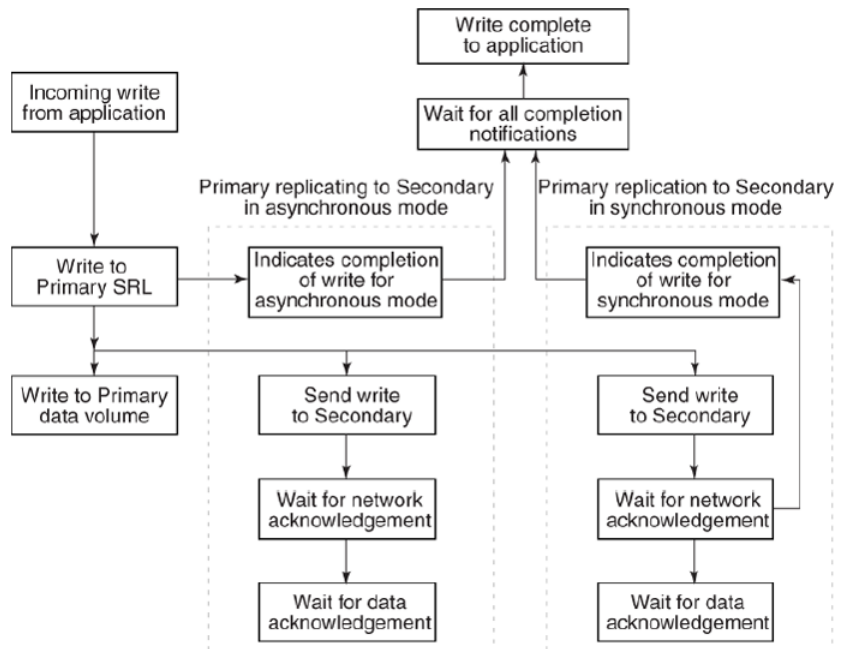 Write complete
to application
Incoming write
from application
Wait for all completion
notifications
Primary replicating to Secondary
in asynchronous mode
Primary replication to Secondary
in synchronous mode
Write to
Primary SRL
Indicates completion
of write for
asynchronous mode
Indicates completion
of write for
synchronous mode
Write to Primary
data volume
Send write
to Secondary
Send write
to Secondary
Wait for network
acknowledgement
Wait for network
acknowledgement
Wait for data
acknowledgement
Wait for data
acknowledgement